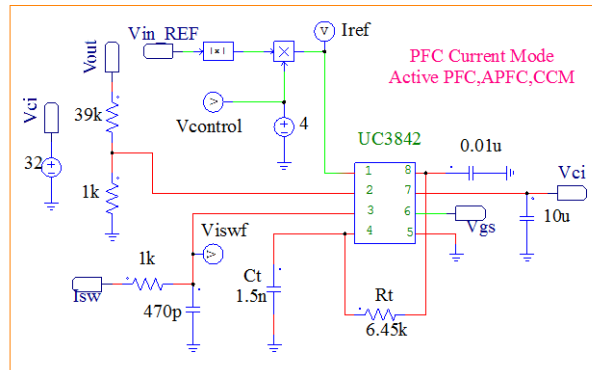 Vin_REF
|x|
Iref
PFC Current Mode
Active PFC,APFC,CCM
Vout
Vci
39k
Vcontrol
4
UC3842
0.01u
32
1k
1
2
3
4
8
7
6
5
Vci
10u
Vgs
Viswf
1k
Isw
470p
Ct
1.5n
Rt
6.45k